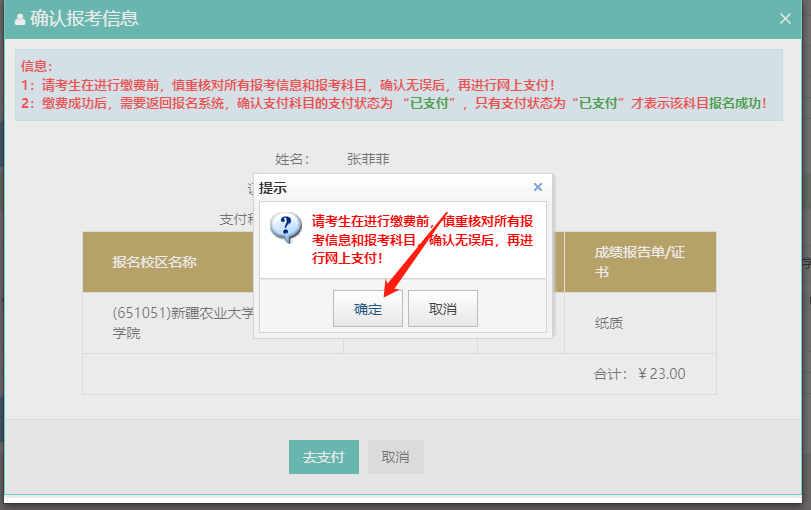 确认报考信息
信息：
1：请考生在进行缴费前，慎重核对所有报考信息和报考科目，确认无误后，再进行网上支付！
2：缴费成功后，需要返回报名系统，确认支付科目的支付状态为 “已支付”，只有支付状态为“已支付”才表示该科目报名成功！
姓名：
张菲菲
提示
请考生在进行缴费前，慎重核对所有报
考信息和报考科目，确认无误后，再进
行网上支付！
确定
取消
支付
报名校区名称
成绩报告单/证
书
(651051)新疆农业大学
学院
纸质
合计：￥23.00
去支付
取消